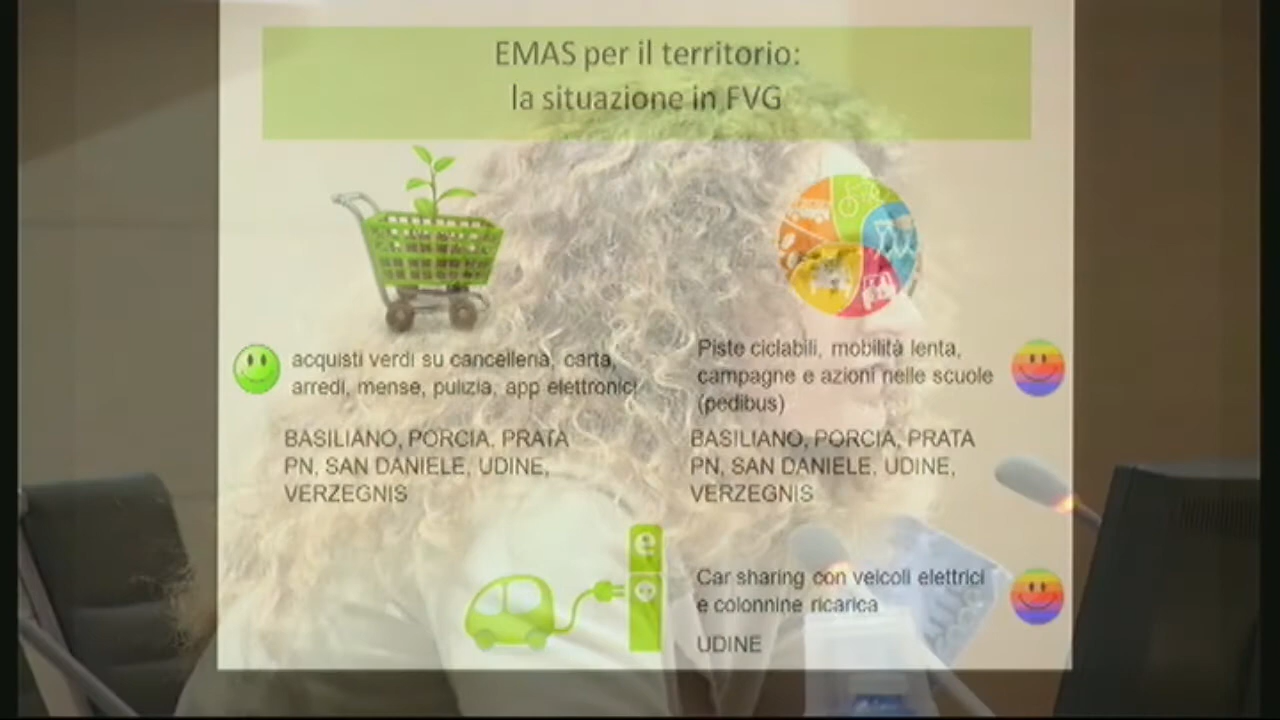 EMAS per il territorio:
la situazione in FVG
acquisti verdi su cancelleria, carta,
arredi, mense, pulizia, app elettronici
BASILIANO, PORCIA, PRATA
PN, SAN DANIELE, UDINE,
VERZEGNIS
Piste ciclabili, mobilità lenta,
campagne e azioni nelle scuole
(pedibus)
BASILIANO, PORCIA, PRATA
PN, SAN DANIELE, UDINE,
VERZEGNIS
Car sharing con veicoli elettrici
e colonnine ricarica
UDINE